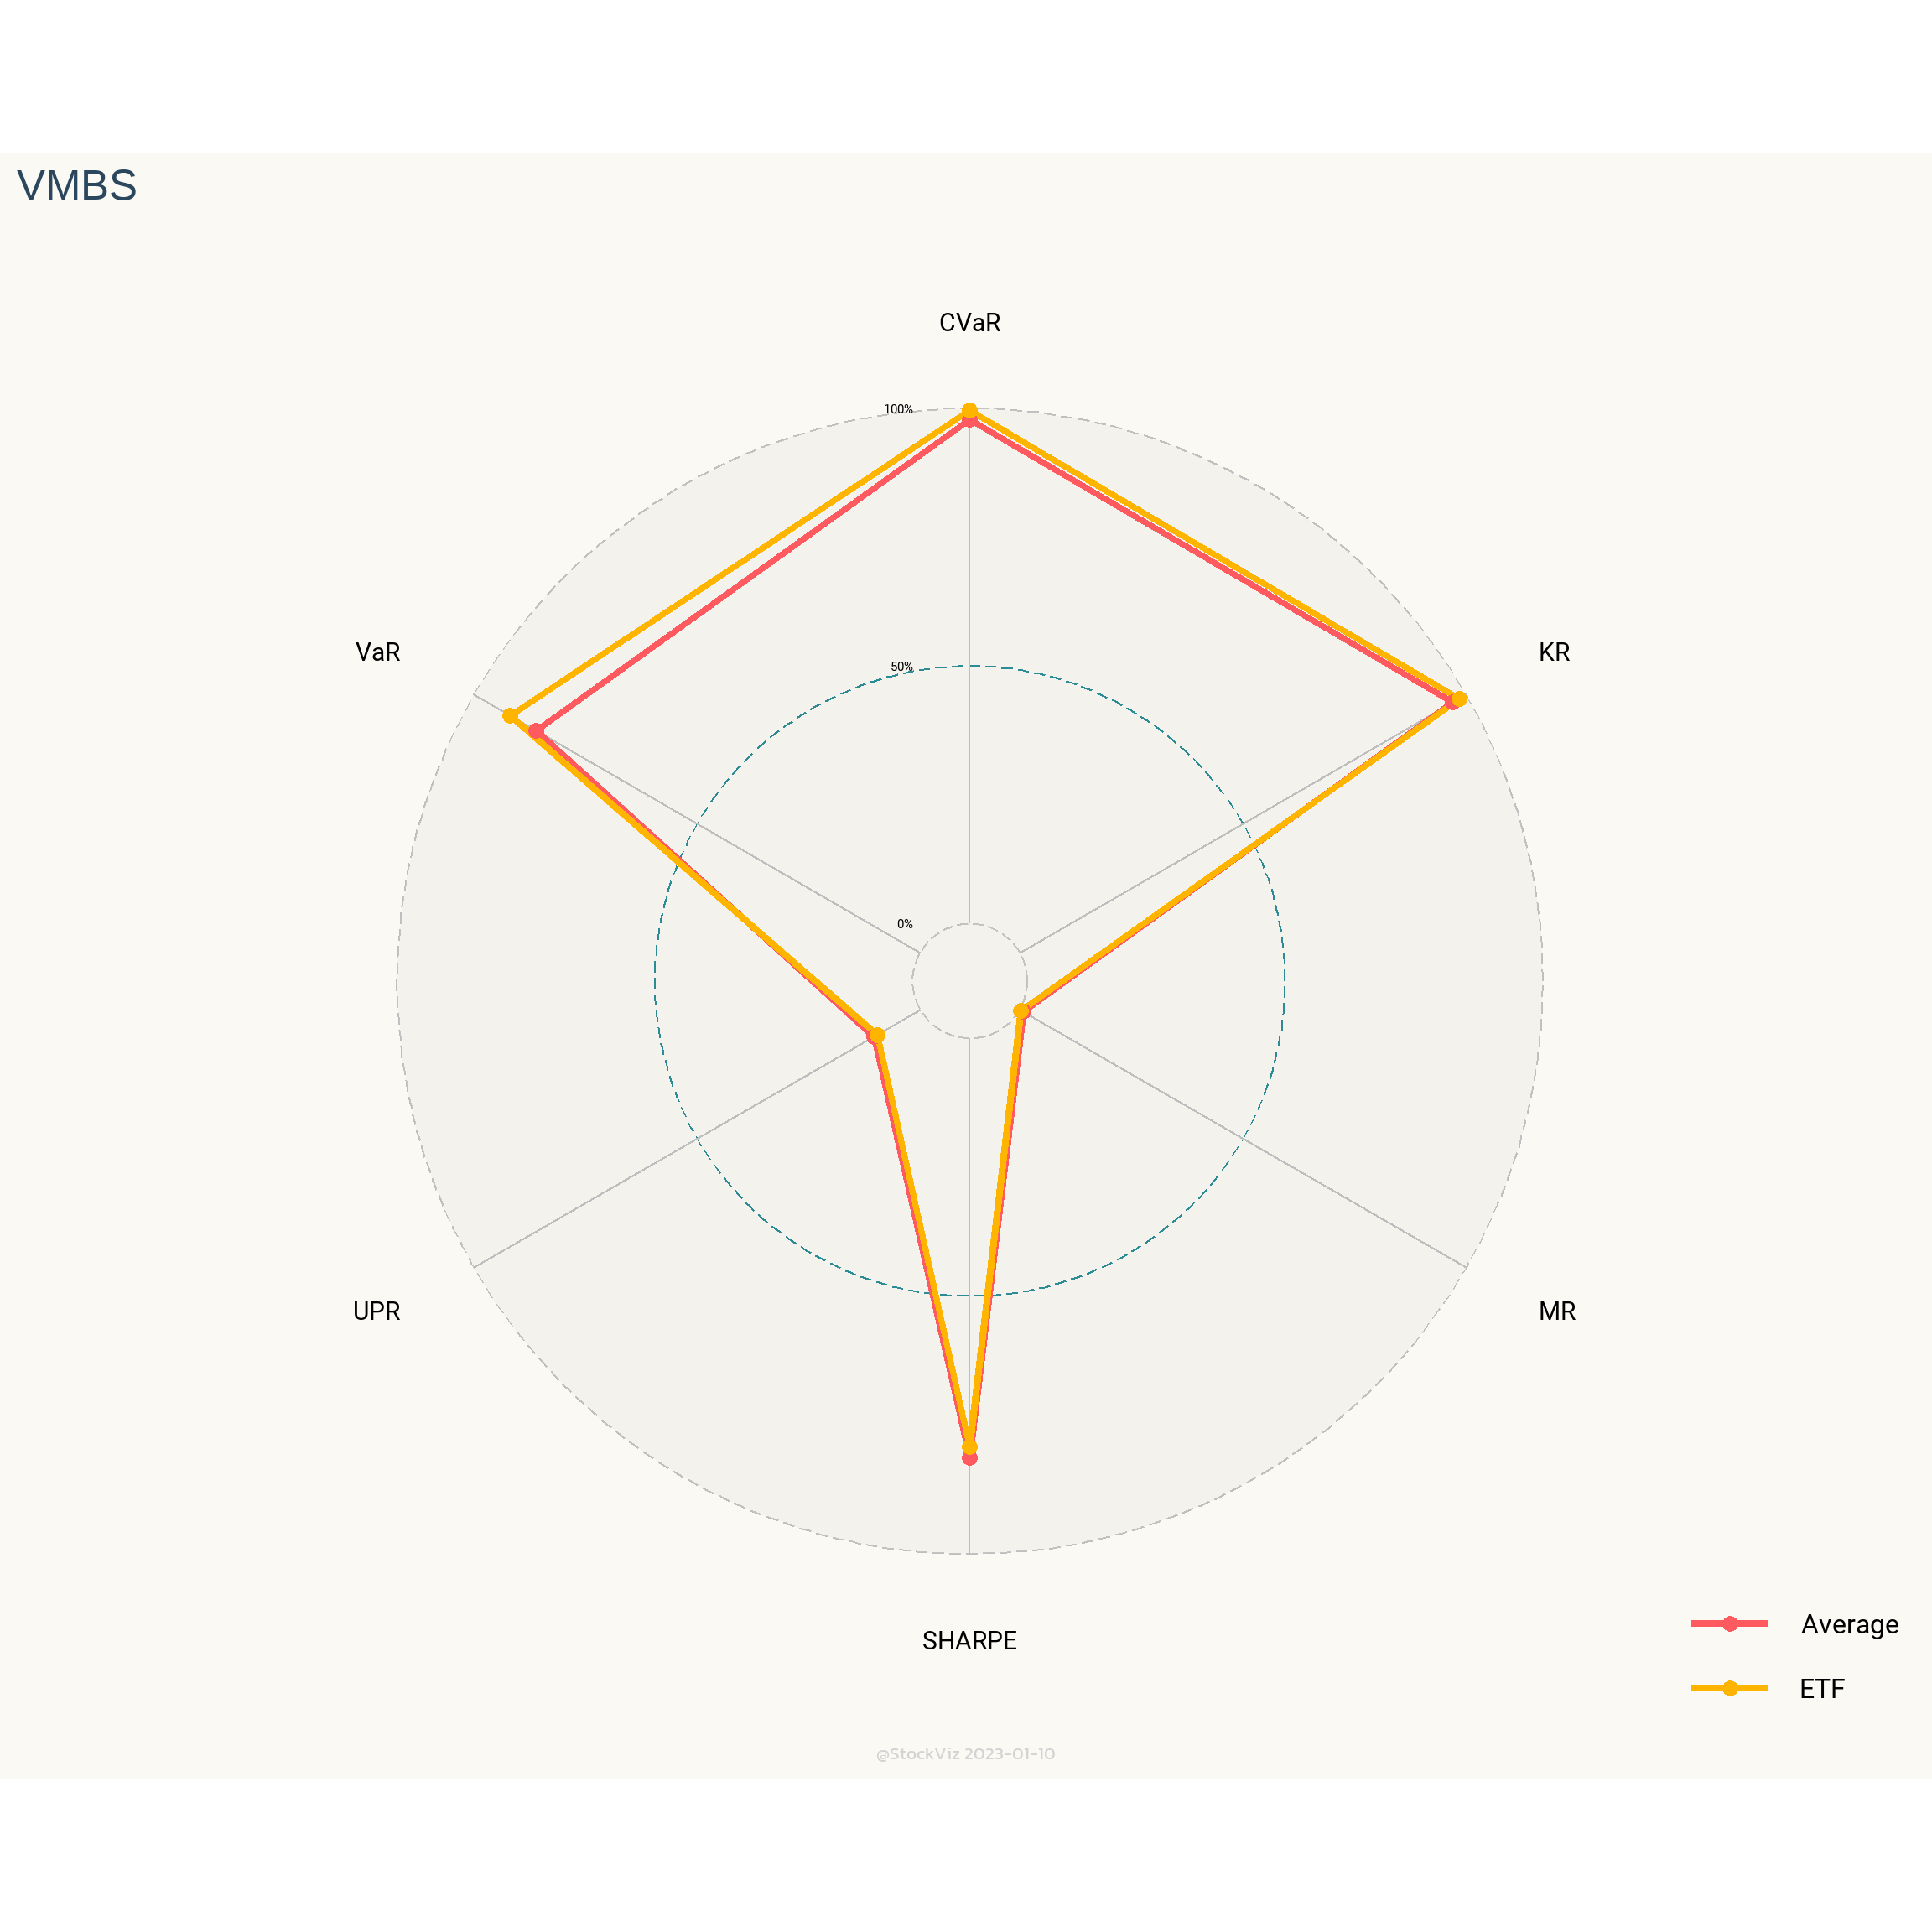 VMBS
CVaR
100%
KR
VaR
50%
0%
UPR
MR
SHARPE
Average
ETF
@StockViz 2023-01-10